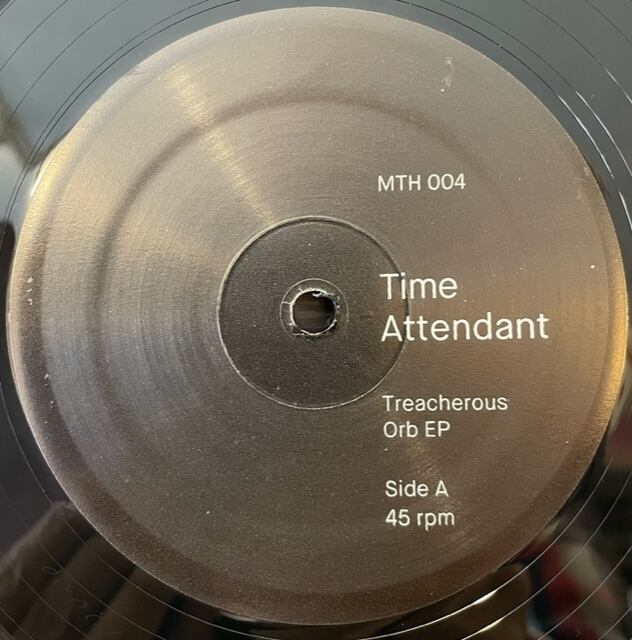 MTH 004
Time
Attendant
Treacherous
Orb EP
Side A
45 rpm